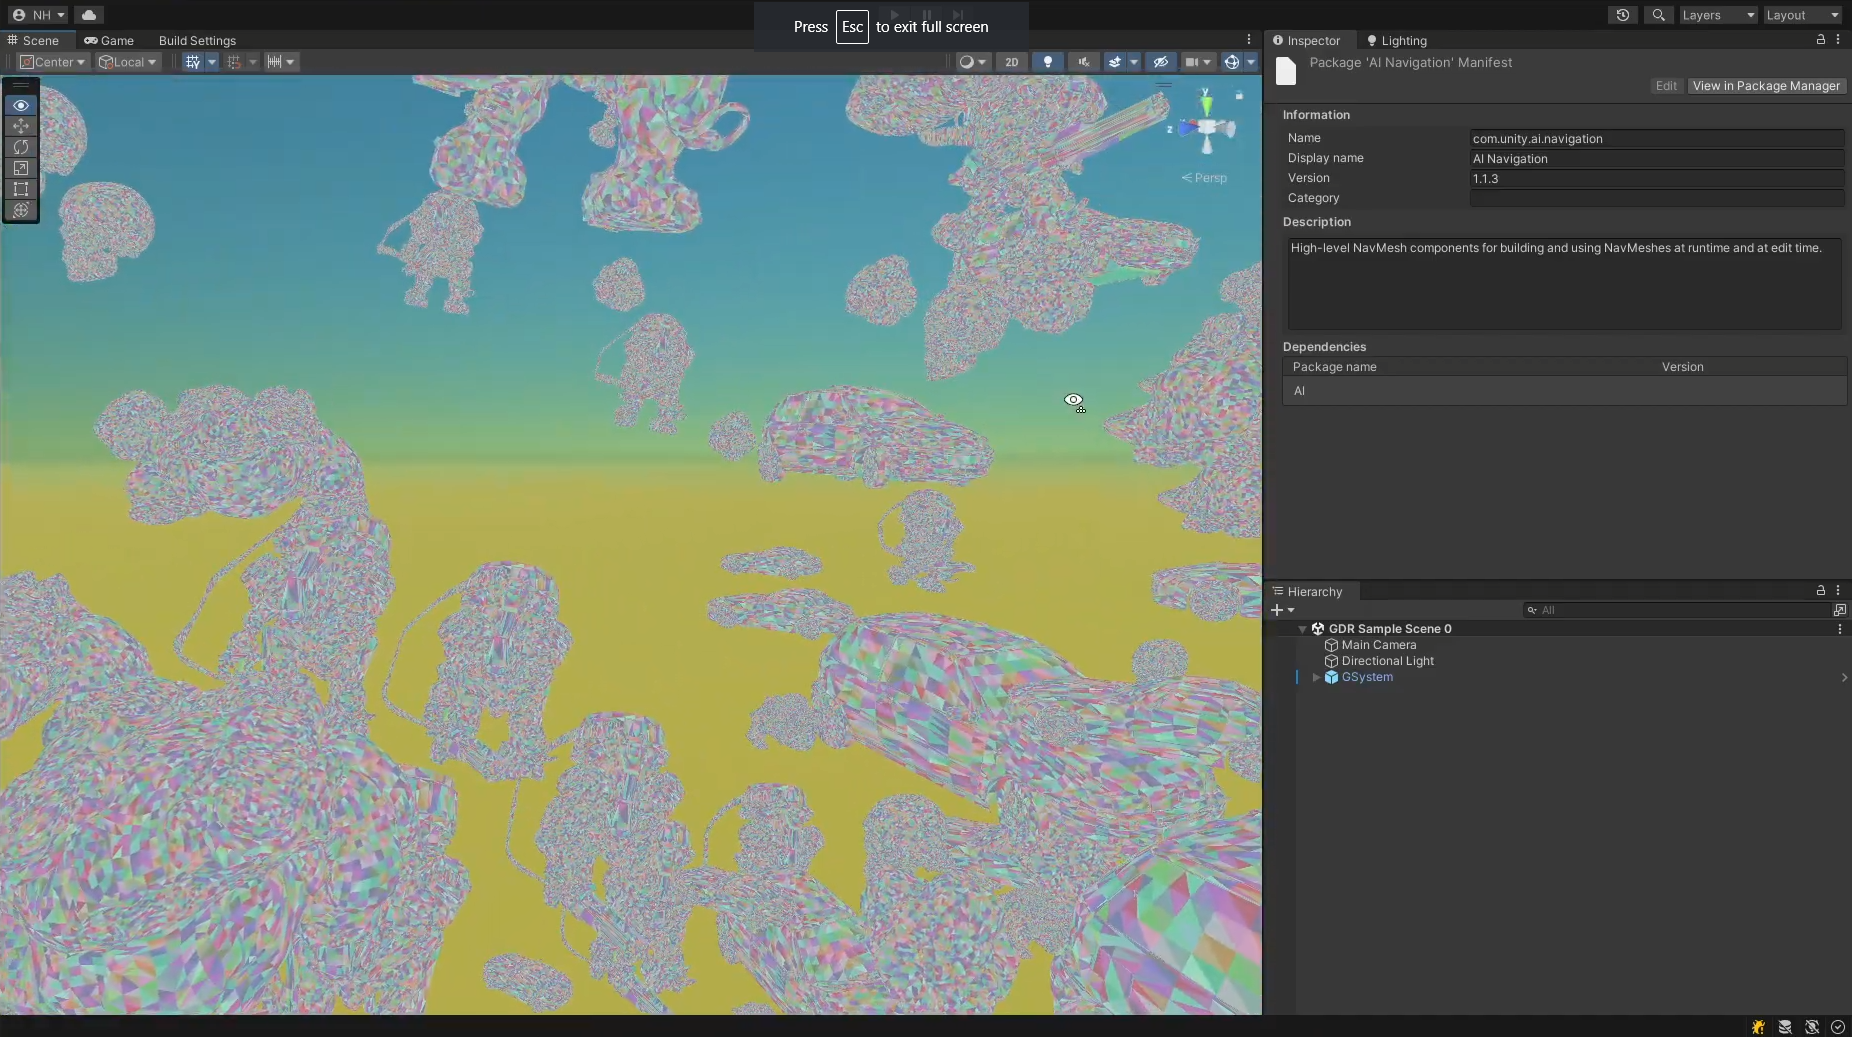 NH
Layers
Layout
Press Esc to exit full screen
Scene
Game
Build Settings
Center
Local
2D
y
z
Persp
Inspector
Lighting
Package 'AI Navigation' Manifest
Edit
View in Package Manager
Information
Name
com.unity.ai.navigation
Display name
AI Navigation
Version
1.1.3
Category
Description
High-level NavMesh components for building and using NavMeshes at runtime and at edit time.
Dependencies
Package name
Version
AI
Hierarchy
All
GDR Sample Scene 0
Main Camera
Directional Light
GSystem